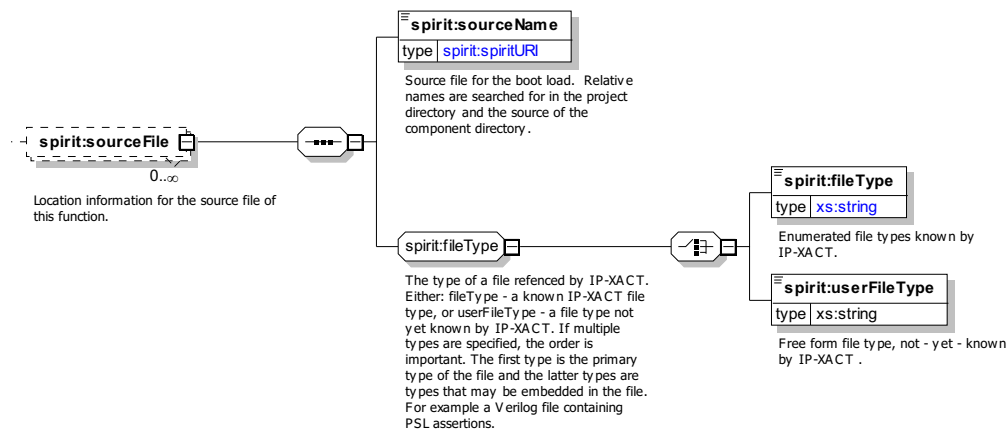 spirit:sourceName
type spirit:spiritURI
Source file for the boot load. Relative
names are searched for in the project
directory and the source of the
component directory.
spirit:sourceFile
0..∞
Location information for the source file of
this function.
spirit:fileType
The type of a file refenced by IP-XACT.
Either: fileType - a known IP-XACT file
type, or userFileType - a file type not
yet known by IP-XACT. If multiple
types are specified, the order is
important. The first type is the primary
type of the file and the latter types are
types that may be embedded in the file.
For example a Verilog file containing
PSL assertions.
spirit:fileType
type xs:string
Enumerated file types known by
IP-XACT.
spirit:userFileType
type xs:string
Free form file type, not - yet - known
by IP-XACT .